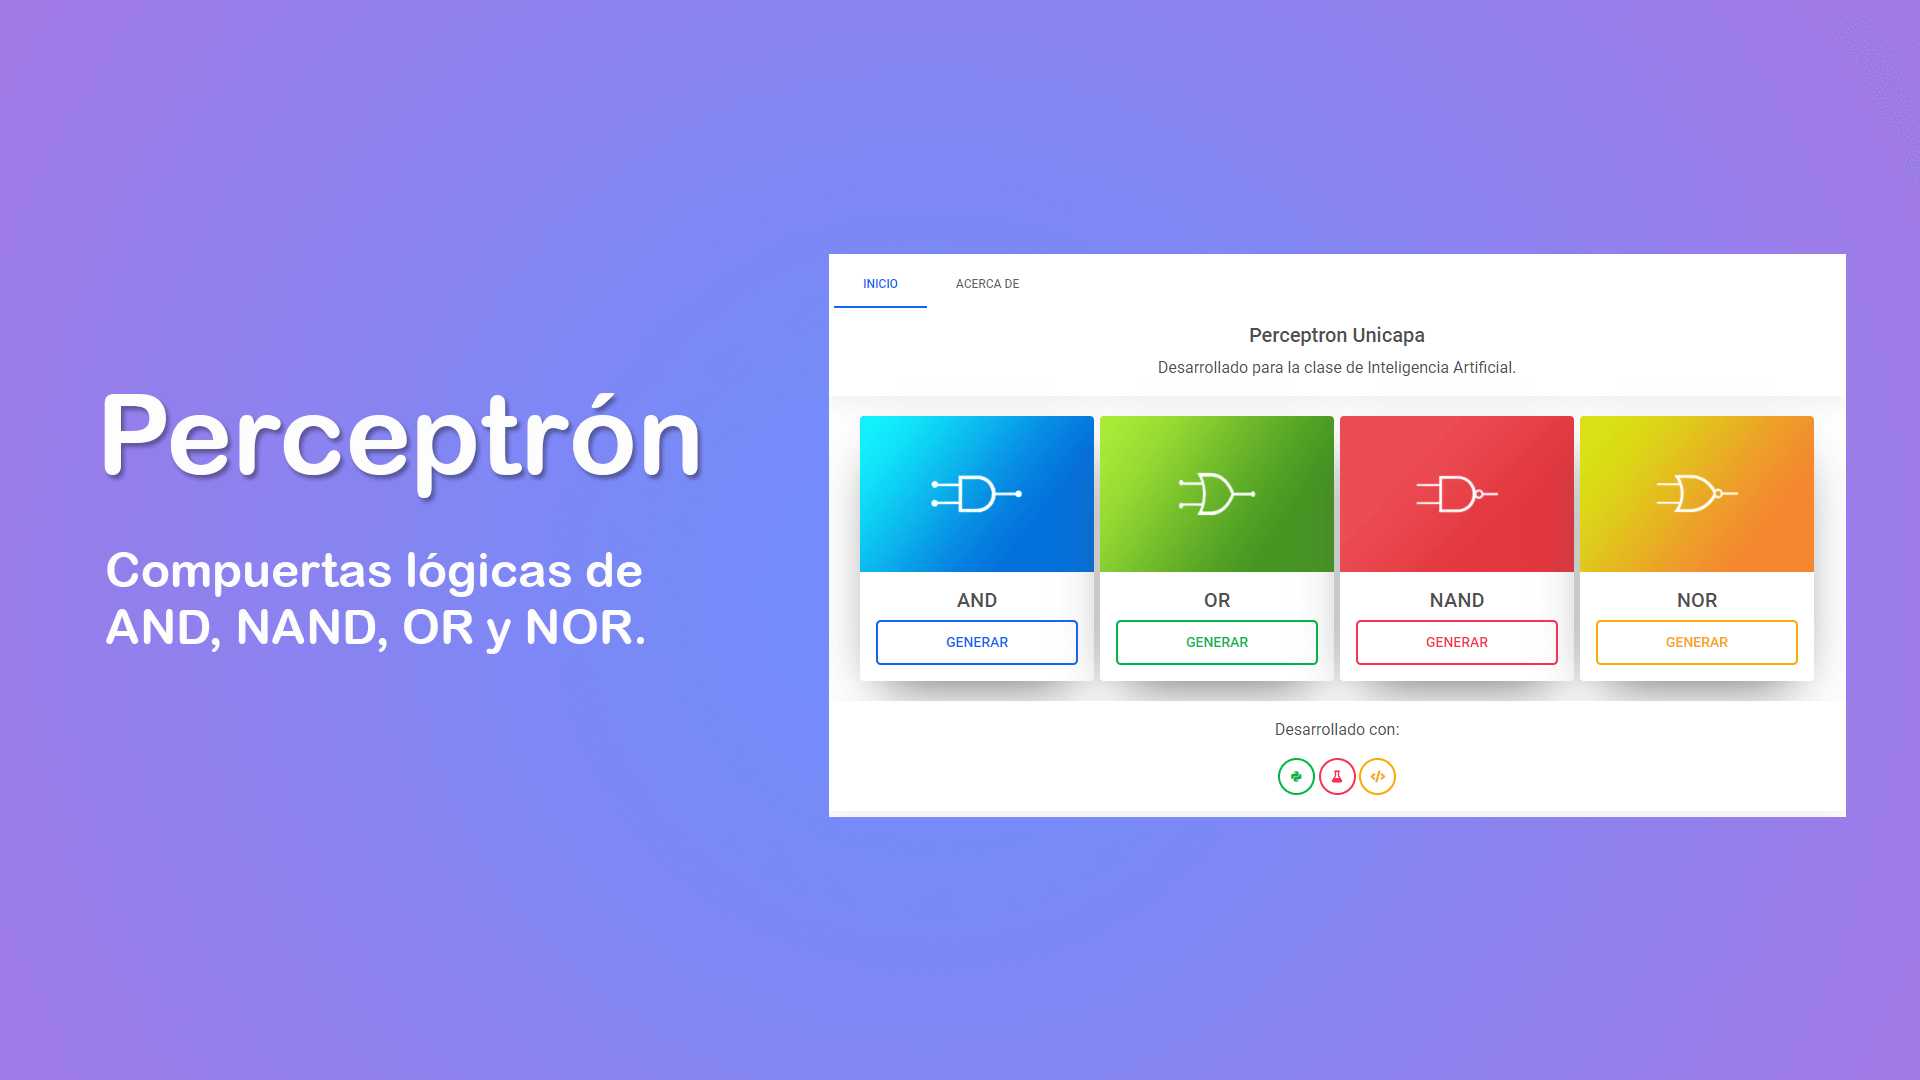 Perceptrón
Compuertas lógicas de
AND, NAND, OR y NOR.
INICIO
ACERCA DE
Perceptron Unicapa
Desarrollado para la clase de Inteligencia Artificial.
AND
OR
NAND
NOR
GENERAR
GENERAR
GENERAR
GENERAR
Desarrollado con: